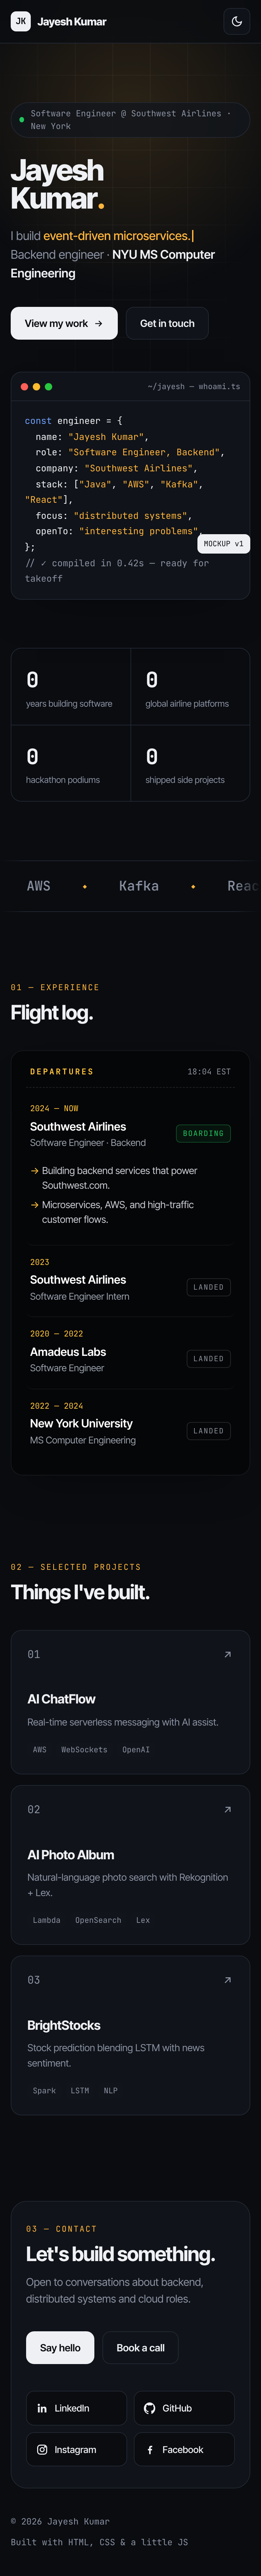 JK Jayesh Kumar
Software Engineer @ Southwest Airlines ·
New York
Jayesh
Kumar.
I build event-driven microservices.|
Backend engineer · NYU MS Computer
Engineering
View my work → Get in touch
~/jayesh — whoami.ts
const engineer = {
name: "Jayesh Kumar",
role: "Software Engineer, Backend",
company: "Southwest Airlines",
stack: ["Java", "AWS", "Kafka",
"React"],
focus: "distributed systems",
openTo: "interesting problems"
MOCKUP v1
};
// ✓ compiled in 0.42s — ready for
takeoff
0 0
years building software global airline platforms
0 0
hackathon podiums shipped side projects
AWS Kafka Reac
01 — EXPERIENCE
Flight log.
DEPARTURES 18:04 EST
2024 — NOW
Southwest Airlines
BOARDING
Software Engineer · Backend
→ Building backend services that power
Southwest.com.
→ Microservices, AWS, and high-traffic
customer flows.
2023
Southwest Airlines
LANDED
Software Engineer Intern
2020 — 2022
Amadeus Labs
LANDED
Software Engineer
2022 — 2024
New York University
LANDED
MS Computer Engineering
02 — SELECTED PROJECTS
Things I've built.
01
AI ChatFlow
Real-time serverless messaging with AI assist.
AWS WebSockets OpenAI
02
AI Photo Album
Natural-language photo search with Rekognition
+ Lex.
Lambda OpenSearch Lex
03
BrightStocks
Stock prediction blending LSTM with news
sentiment.
Spark LSTM NLP
03 — CONTACT
Let's build something.
Open to conversations about backend,
distributed systems and cloud roles.
Say hello Book a call
LinkedIn GitHub
Instagram Facebook
© 2026 Jayesh Kumar
Built with HTML, CSS & a little JS